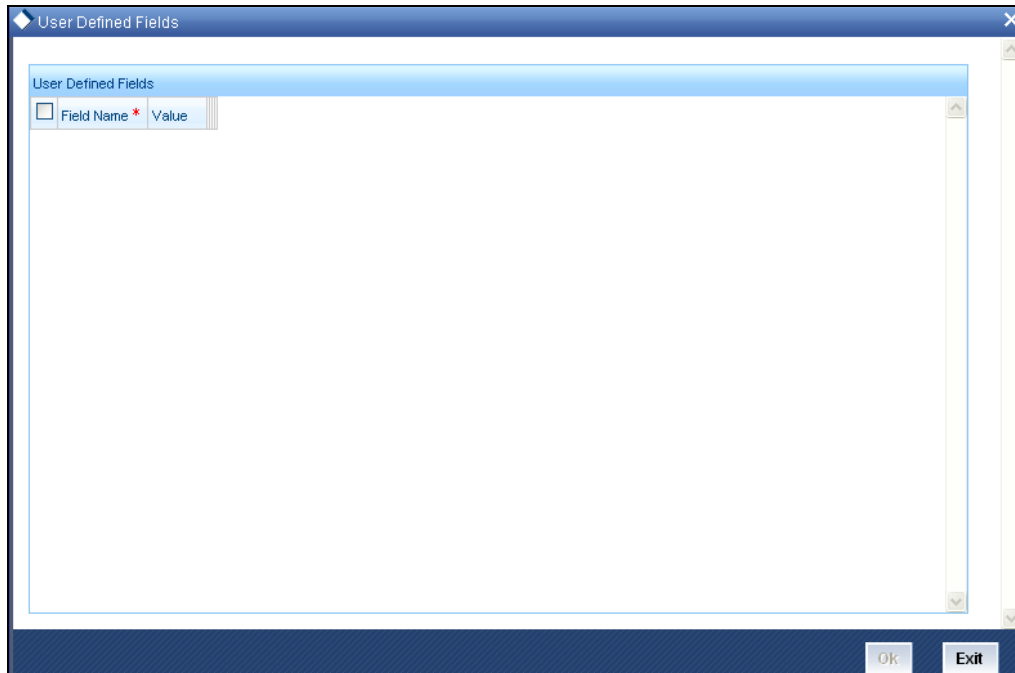 User Defined Fields
User Defined Fields
Field Name * Value
Ok Exit